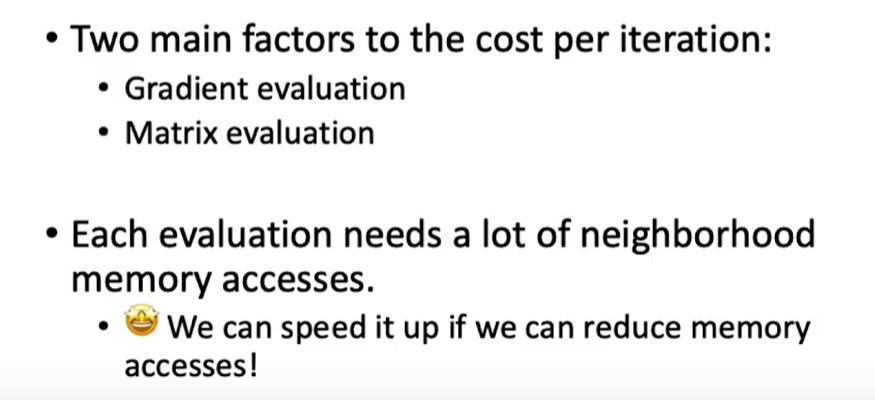 • Two main factors to the cost per iteration:
• Gradient evaluation
• Matrix evaluation
• Each evaluation needs a lot of neighborhood
memory accesses.
• 🤩 We can speed it up if we can reduce memory
accesses!